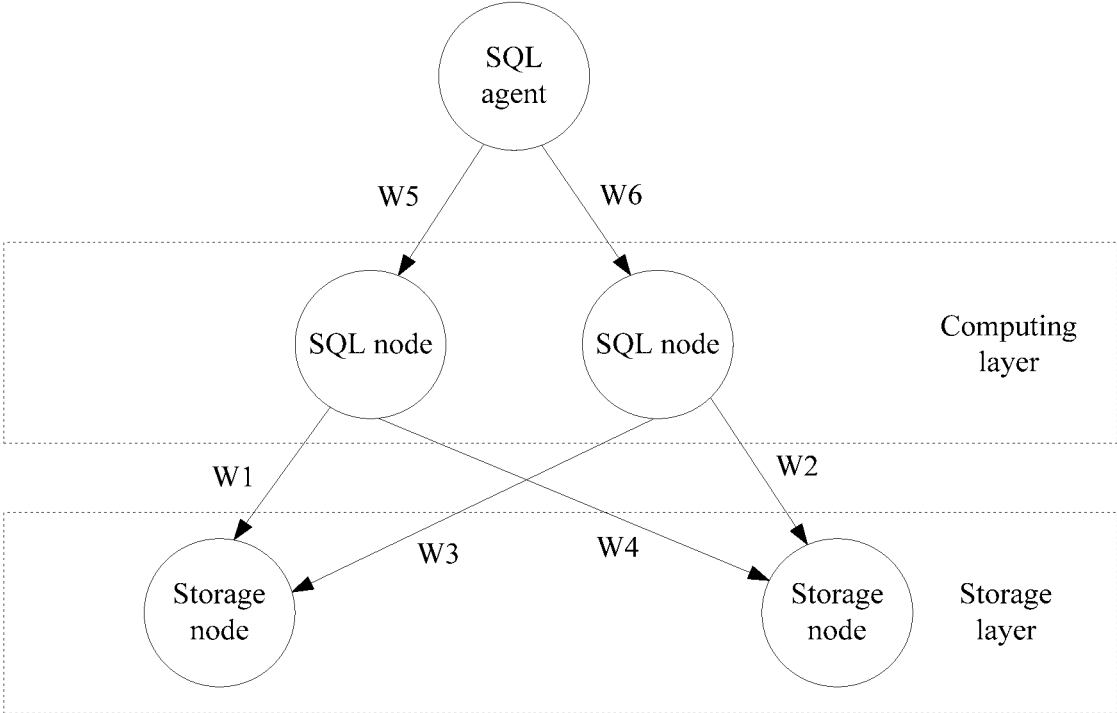 SQL
agent
W5
W6
SQL node
SQL node
Computing
layer
W1
W2
W3
W4
Storage
node
Storage
node
Storage
layer